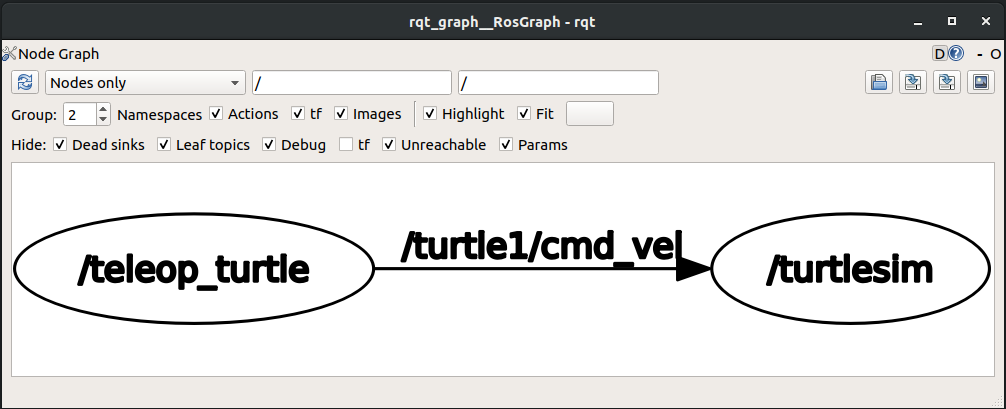 rqt_graph__RosGraph - rqt
Node Graph D ? - O
Nodes only / /
Group: 2 Namespaces Actions tf Images Highlight Fit
Hide: Dead sinks Leaf topics Debug tf Unreachable Params
/teleop_turtle /turtle1/cmd_vel /turtlesim